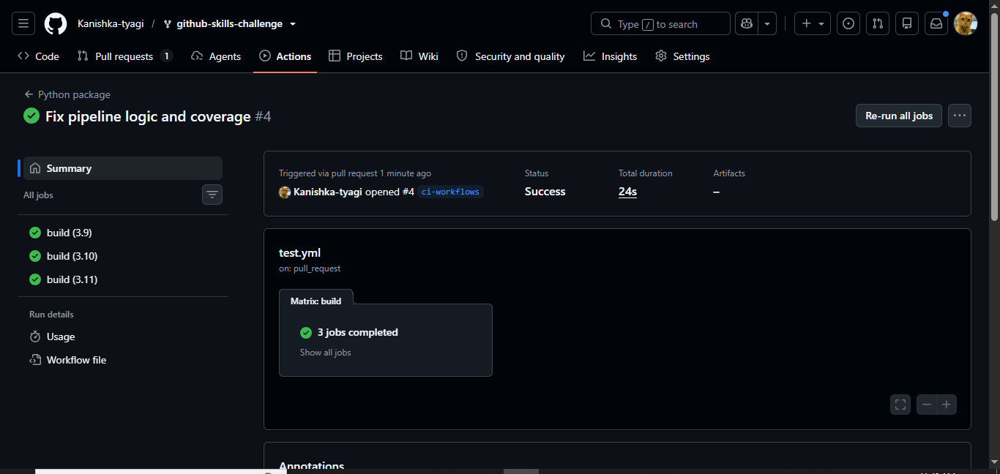 Kanishka-tyagi / github-skills-challenge
Type / to search
Code
Pull requests 1
Agents
Actions
Projects
Wiki
Security and quality
Insights
Settings
Python package
Fix pipeline logic and coverage #4
Re-run all jobs
Summary
All jobs
build (3.9)
build (3.10)
build (3.11)
Run details
Usage
Workflow file
Triggered via pull request 1 minute ago
Kanishka-tyagi opened #4 ci-workflows
Status
Success
Total duration
24s
Artifacts
–
test.yml
on: pull_request
Matrix: build
3 jobs completed
Show all jobs
Annotations